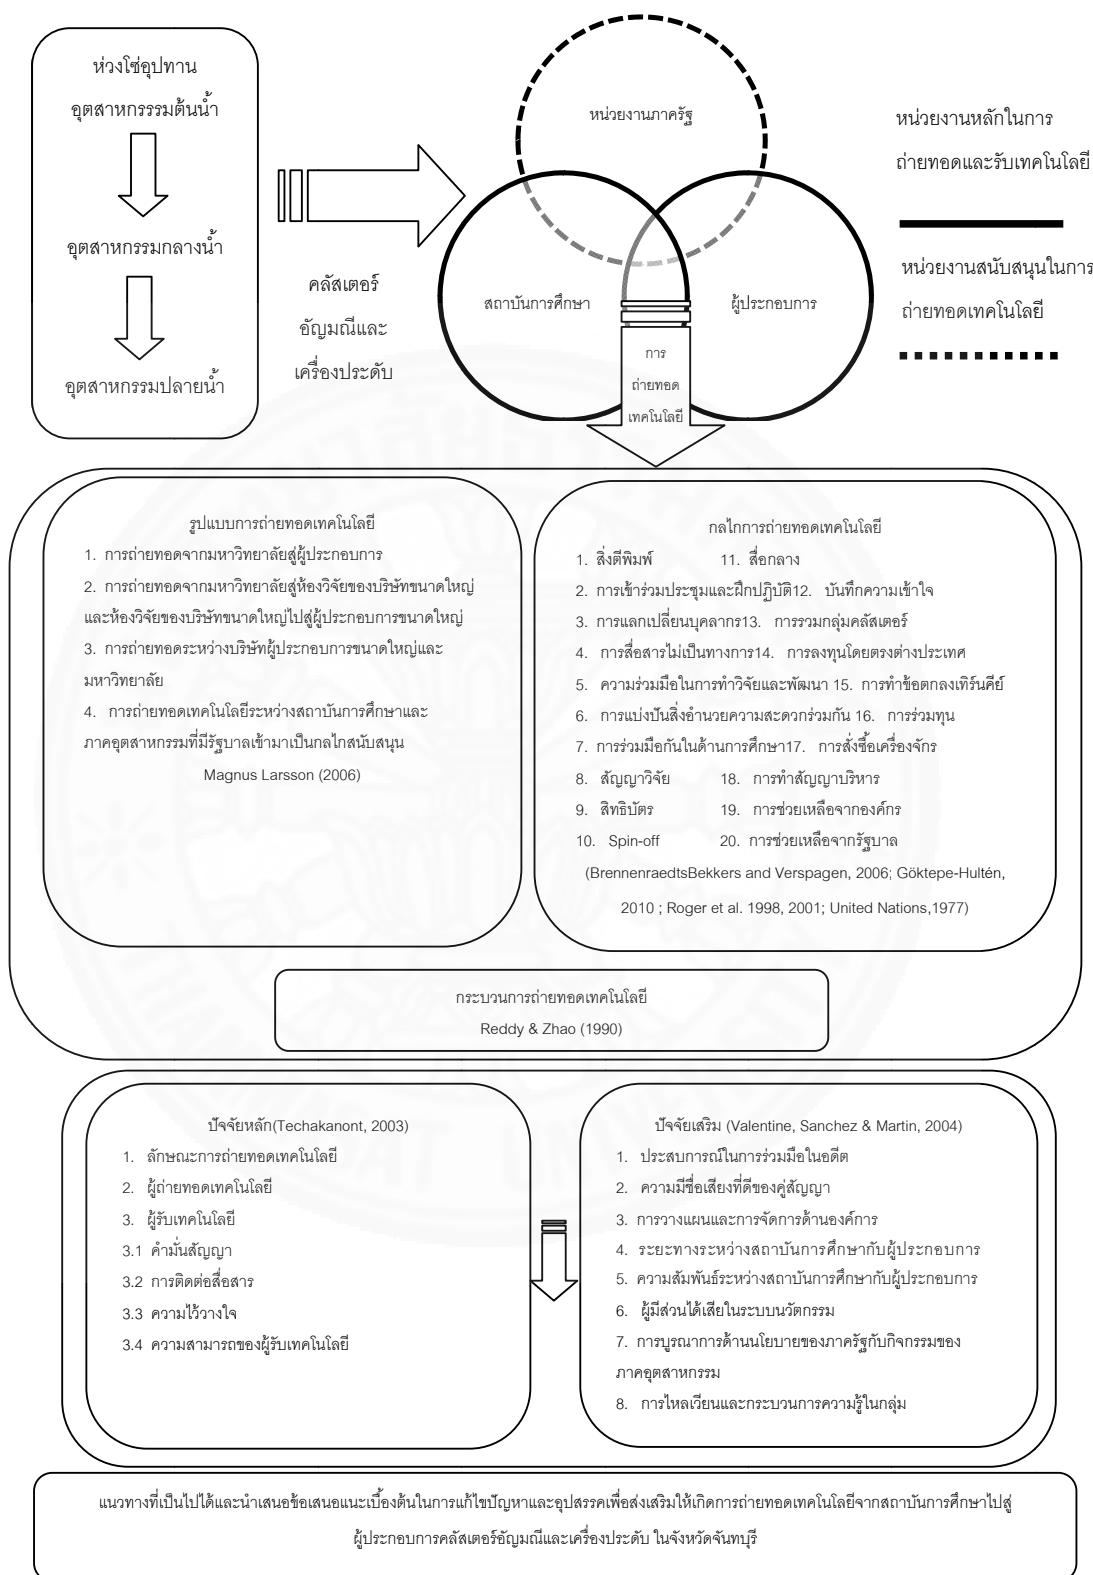 ห่วงโซ่อุปทาน
อุตสาหกรรรมต้นน้ำ
อุตสาหกรรมกลางน้ำ
อุตสาหกรรมปลายน้ำ
คลัสเตอร์
อัญมณีและ
เครื่องประดับ
หน่วยงานภาครัฐ
สถาบันการศึกษา
ผู้ประกอบการ
การ
ถ่ายทอด
เทคโนโลยี
หน่วยงานหลักในการ
ถ่ายทอดและรับเทคโนโลยี
หน่วยงานสนับสนุนในการ
ถ่ายทอดเทคโนโลยี
รูปแบบการถ่ายทอดเทคโนโลยี
1. การถ่ายทอดจากมหาวิทยาลัยสู่ผู้ประกอบการ
2. การถ่ายทอดจากมหาวิทยาลัยสู่ห้องวิจัยของบริษัทขนาดใหญ่
และห้องวิจัยของบริษัทขนาดใหญ่ไปสู่ผู้ประกอบการขนาดใหญ่
3. การถ่ายทอดระหว่างบริษัทผู้ประกอบการขนาดใหญ่และ
มหาวิทยาลัย
4. การถ่ายทอดเทคโนโลยีระหว่างสถาบันการศึกษาและ
ภาคอุตสาหกรรมที่มีรัฐบาลเข้ามาเป็นกลไกสนับสนุน
Magnus Larsson (2006)
กลไกการถ่ายทอดเทคโนโลยี
1. สิ่งตีพิมพ์ 11. สื่อกลาง
2. การเข้าร่วมประชุมและฝึกปฏิบัติ12. บันทึกความเข้าใจ
3. การแลกเปลี่ยนบุคลากร13. การรวมกลุ่มคลัสเตอร์
4. การสื่อสารไม่เป็นทางการ14. การลงทุนโดยตรงต่างประเทศ
5. ความร่วมมือในการทำวิจัยและพัฒนา 15. การทำข้อตกลงเทิร์นคีย์
6. การแบ่งปันสิ่งอำนวยความสะดวกร่วมกัน 16. การร่วมทุน
7. การร่วมมือกันในด้านการศึกษา17. การสั่งซื้อเครื่องจักร
8. สัญญาวิจัย 18. การทำสัญญาบริหาร
9. สิทธิบัตร 19. การช่วยเหลือจากองค์กร
10. Spin-off 20. การช่วยเหลือจากรัฐบาล
(BrennenraedtsBekkers and Verspagen, 2006; Göktepe-Hultén,
2010 ; Roger et al. 1998, 2001; United Nations,1977)
กระบวนการถ่ายทอดเทคโนโลยี
Reddy & Zhao (1990)
ปัจจัยหลัก(Techakanont, 2003)
1. ลักษณะการถ่ายทอดเทคโนโลยี
2. ผู้ถ่ายทอดเทคโนโลยี
3. ผู้รับเทคโนโลยี
3.1 คำมั่นสัญญา
3.2 การติดต่อสื่อสาร
3.3 ความไว้วางใจ
3.4 ความสามารถของผู้รับเทคโนโลยี
ปัจจัยเสริม (Valentine, Sanchez & Martin, 2004)
1. ประสบการณ์ในการร่วมมือในอดีต
2. ความมีชื่อเสียงที่ดีของคู่สัญญา
3. การวางแผนและการจัดการด้านองค์การ
4. ระยะทางระหว่างสถาบันการศึกษากับผู้ประกอบการ
5. ความสัมพันธ์ระหว่างสถาบันการศึกษากับผู้ประกอบการ
6. ผู้มีส่วนได้เสียในระบบนวัตกรรม
7. การบูรณาการด้านนโยบายของภาครัฐกับกิจกรรมของ
ภาคอุตสาหกรรม
8. การไหลเวียนและกระบวนการความรู้ในกลุ่ม
แนวทางที่เป็นไปได้และนำเสนอข้อเสนอแนะเบื้องต้นในการแก้ไขปัญหาและอุปสรรคเพื่อส่งเสริมให้เกิดการถ่ายทอดเทคโนโลยีจากสถาบันการศึกษาไปสู่
ผู้ประกอบการคลัสเตอร์อัญมณีและเครื่องประดับ ในจังหวัดจันทบุรี